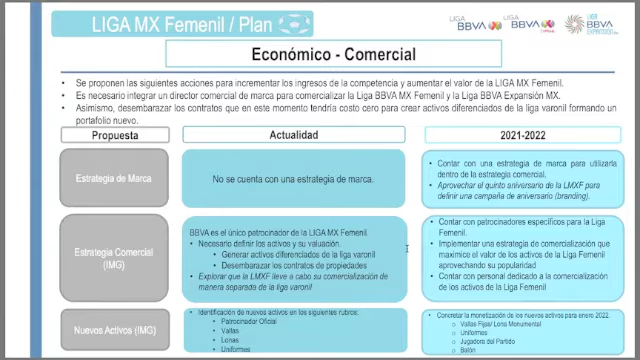 LIGA MX Femenil / Plan
LIGA
BBVA
LIGA
BBVA
LIGA
BBVA
EXPANSIÓN
Económico - Comercial
• Se proponen las siguientes acciones para incrementar los ingresos de la competencia y aumentar el valor de la LIGA MX Femenil.
• Es necesario integrar un director comercial de marca para comercializar la Liga BBVA MX Femenil y la Liga BBVA Expansión MX.
• Asimismo, desembarazar los contratos que en este momento tendría costo cero para crear activos diferenciados de la liga varonil formando un
portafolio nuevo.
Propuesta
Actualidad
2021-2022
Estrategia de Marca
No se cuenta con una estrategia de marca.
• Contar con una estrategia de marca para utilizarla
dentro de la estrategia comercial.
• Aprovechar el quinto aniversario de la LMXF para
definir una campaña de aniversario (branding).
Estrategia Comercial
(IMG)
BBVA es el único patrocinador de la LIGA MX Femenil.
• Necesario definir los activos y su valuación.
• Generar activos diferenciados de la liga varonil
• Desembarazar los contratos de propiedades
• Explorar que la LMXF lleve a cabo su comercialización de
manera separada de la liga varonil
• Contar con patrocinadores específicos para la Liga
Femenil.
• Implementar una estrategia de comercialización que
maximice el valor de los activos de la Liga Femenil
aprovechando su popularidad
• Contar con personal dedicado a la comercialización
de los activos de la Liga Femenil
Nuevos Activos (IMG)
• Identificación de nuevos activos en los siguientes rubros:
• Patrocinador Oficial
• Vallas
• Lonas
• Uniformes
Concretar la monetización de los nuevos activos para enero 2022.
o Vallas Fijas/ Lona Monumental
o Uniformes
o Jugadora del Partido
o Balón